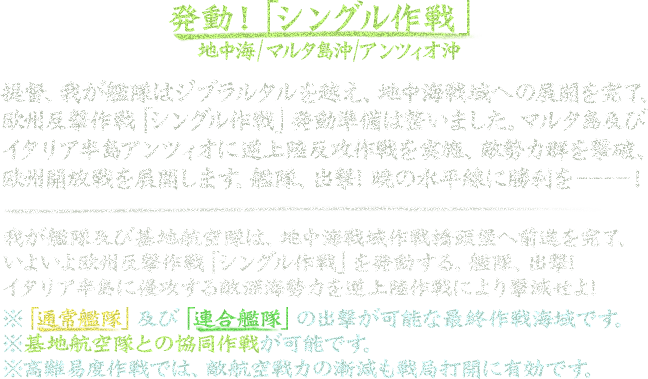 発動！「シングル作戦」
地中海/マルタ島沖/アンツィオ沖
提督、我が艦隊はジブラルタルを越え、地中海戦域への展開を完了、
欧州反撃作戦「シングル作戦」発動準備は整いました。マルタ島及び
イタリア半島アンツィオに逆上陸反攻作戦を実施、敵勢力群を撃破、
欧州開放戦を展開します。艦隊、出撃！暁の水平線に勝利を――――！
我が艦隊及び基地航空隊は、地中海戦域作戦橋頭堡へ前進を完了、
いよいよ欧州反撃作戦「シングル作戦」を発動する。艦隊、出撃！
イタリア半島に侵攻する敵深海勢力を逆上陸作戦により撃滅せよ！
※「通常艦隊」及び「連合艦隊」の出撃が可能な最終作戦海域です。
※基地航空隊との協同作戦が可能です。
※高難易度作戦では、敵航空戦力の漸減も戦局打開に有効です。